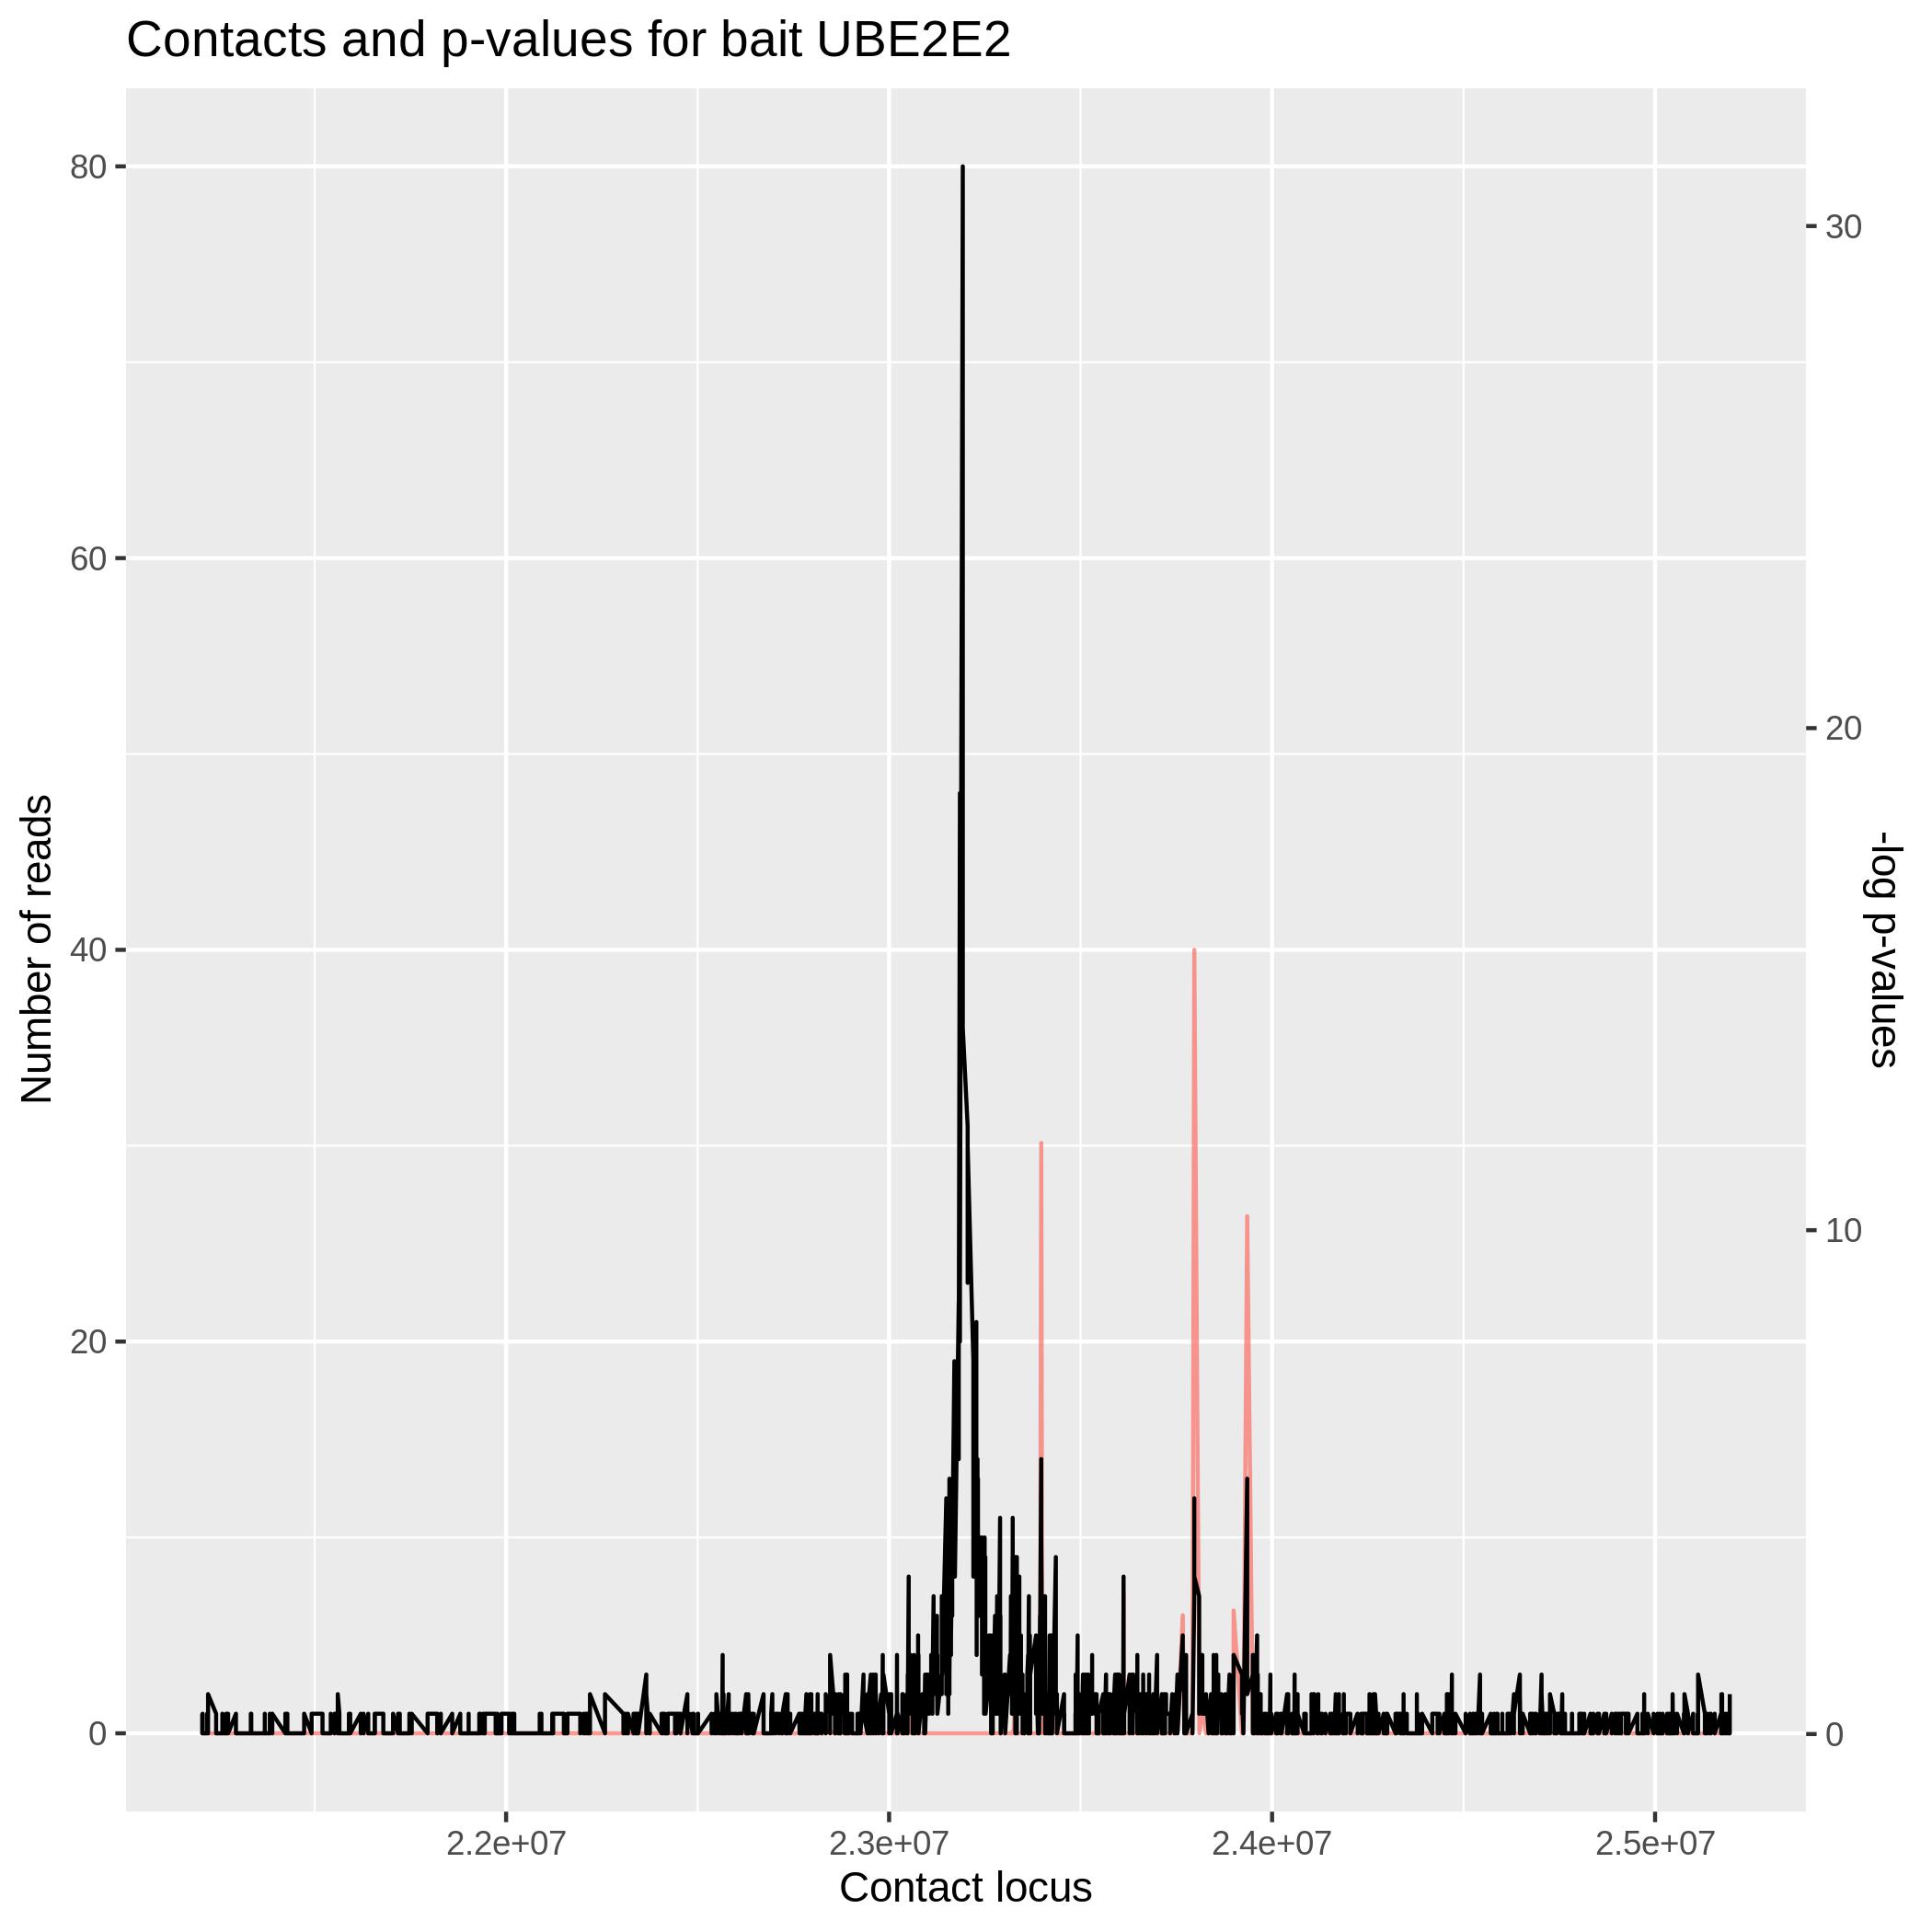 Contacts and p-values for bait UBE2E2
80
60
40
20
0
Number of reads
30
20
10
0
-log p-values
2.2e+07
2.3e+07
2.4e+07
2.5e+07
Contact locus